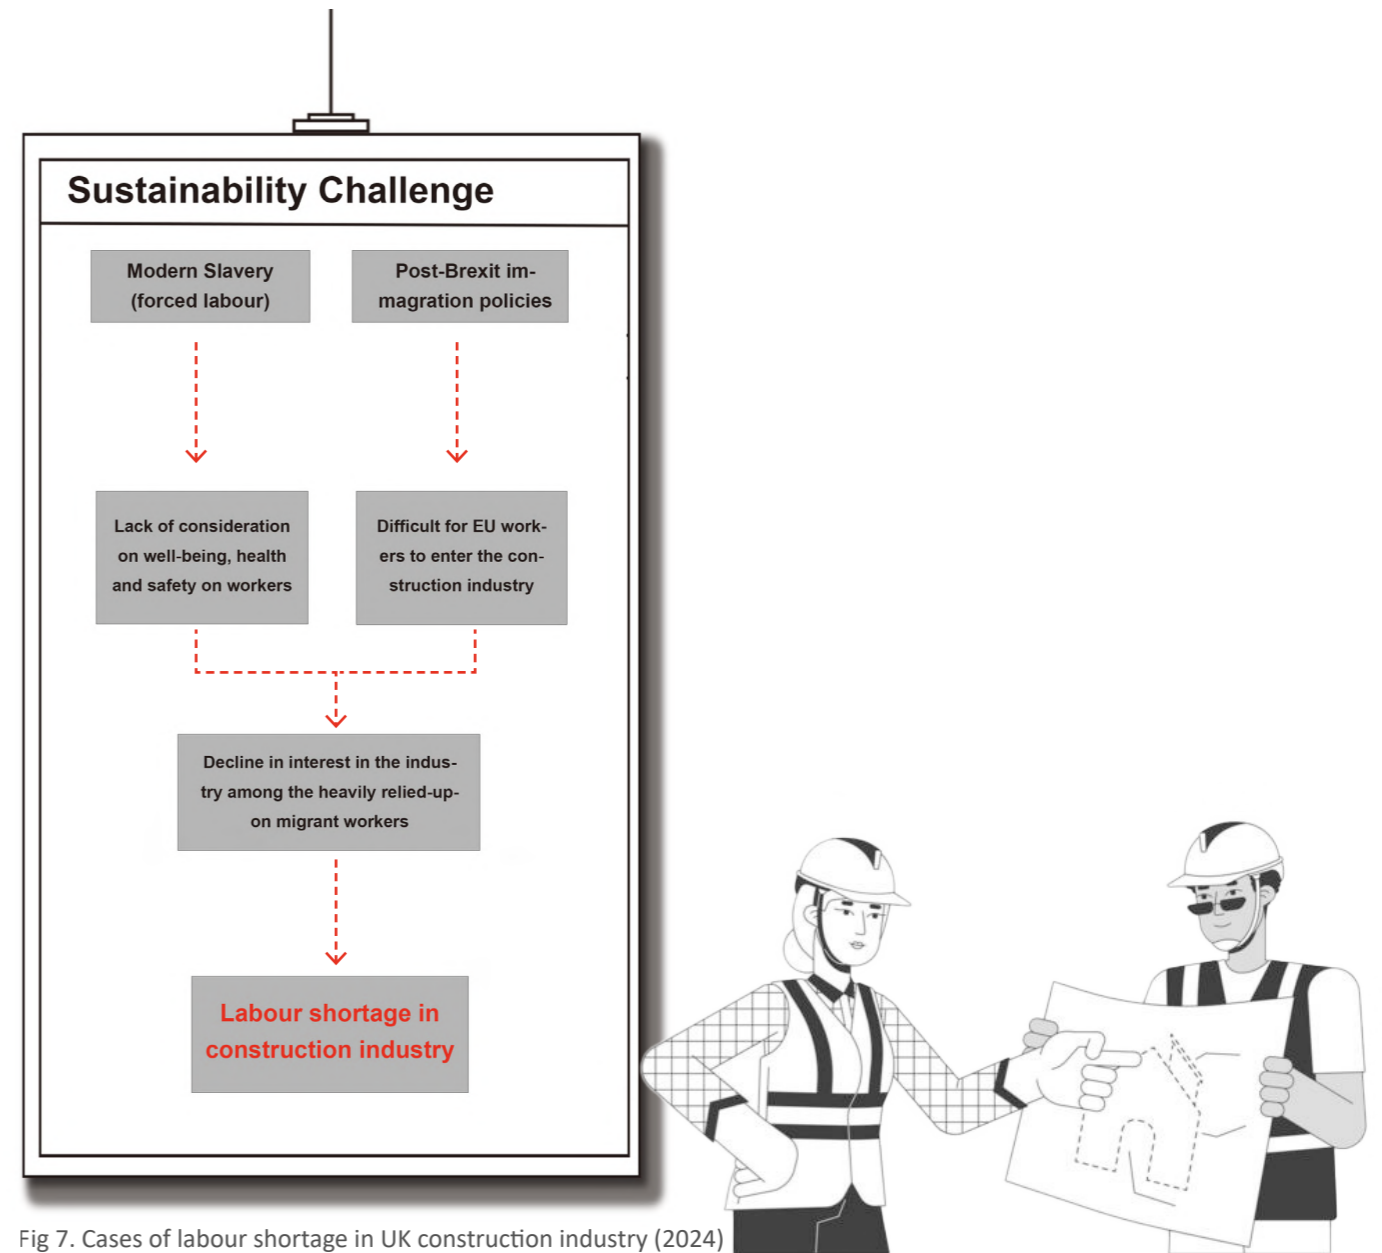 Sustainability Challenge
Modern Slavery
(forced labour)
Post-Brexit im-
magration policies
Lack of consideration
on well-being, health
and safety on workers
Difficult for EU work-
ers to enter the con-
struction industry
Decline in interest in the indus-
try among the heavily relied-up-
on migrant workers
Labour shortage in
construction industry
Fig 7. Cases of labour shortage in UK construction industry (2024)